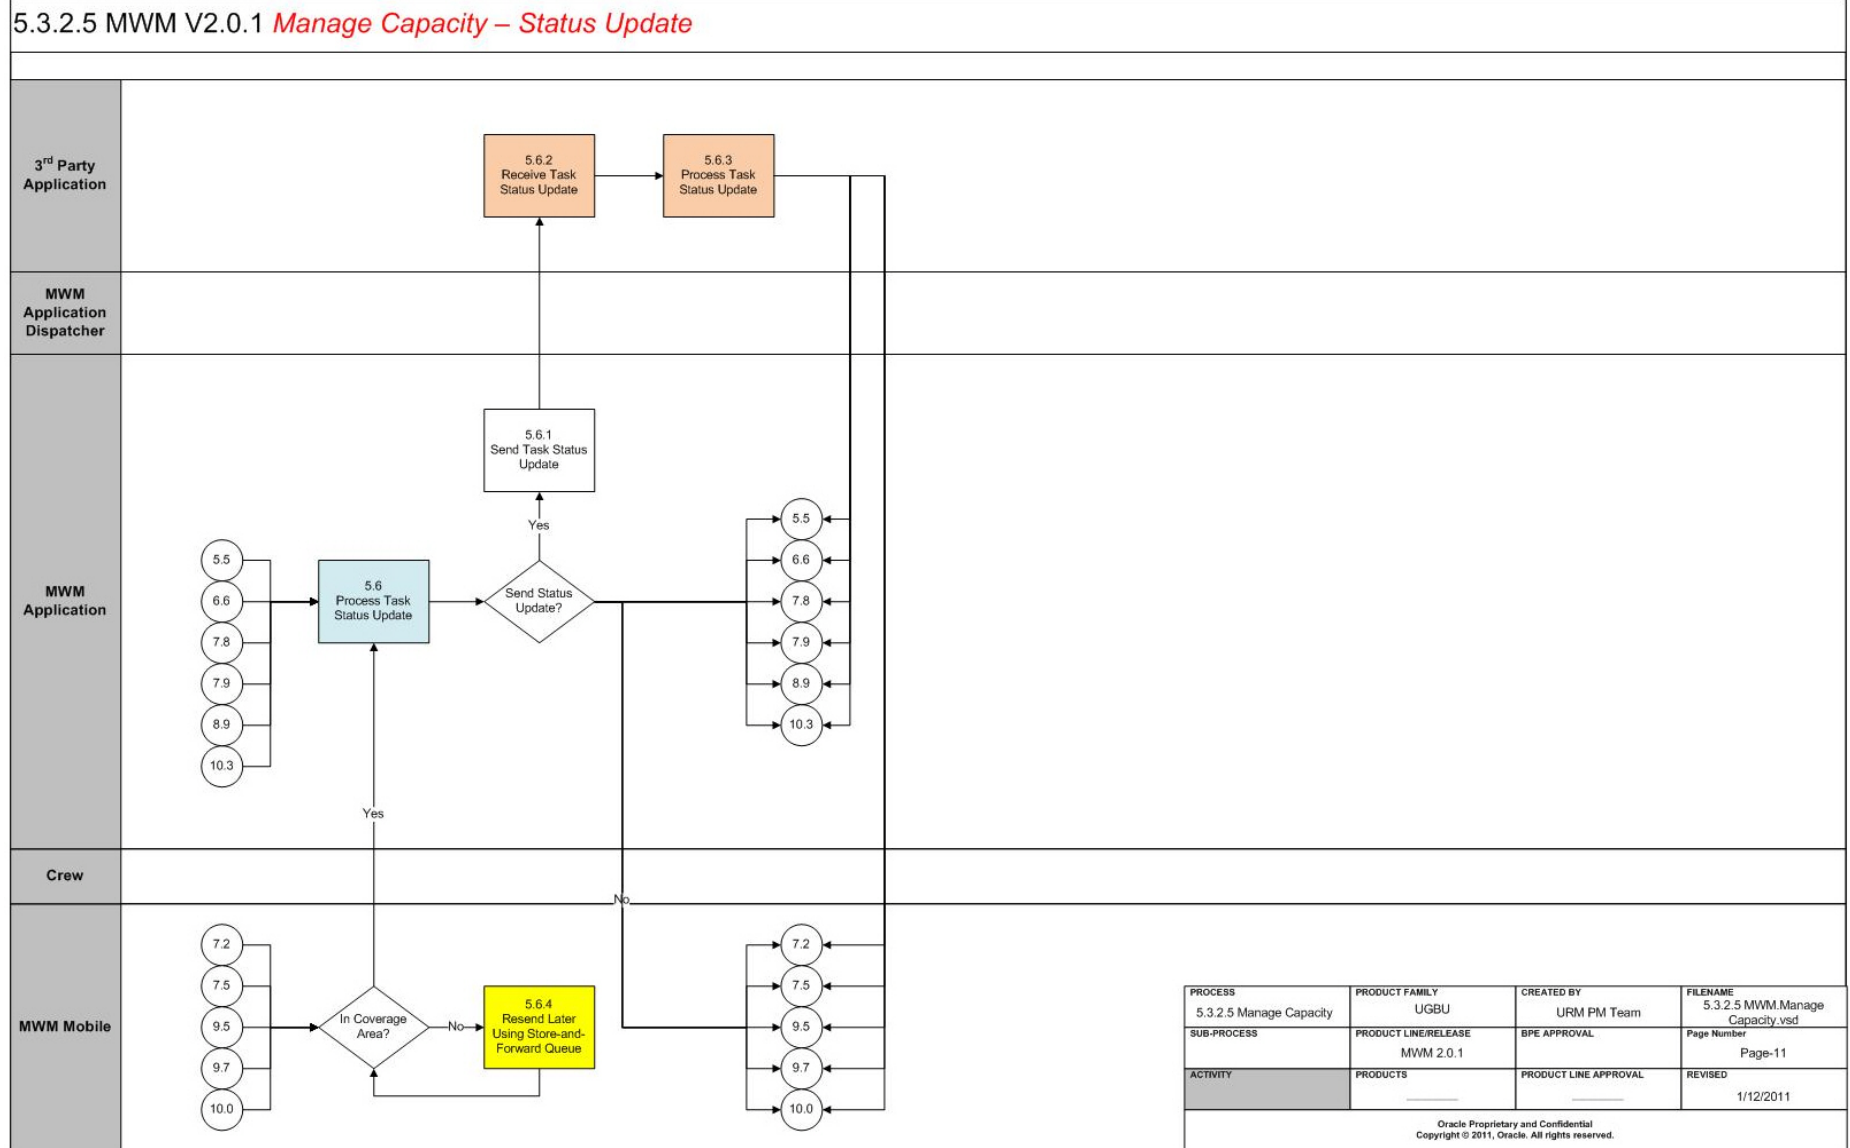 5.3.2.5 MWM V2.0.1 Manage Capacity – Status Update
3rd Party
Application
5.6.2
Receive Task
Status Update
5.6.3
Process Task
Status Update
MWM
Application
Dispatcher
MWM
Application
5.6.1
Send Task Status
Update
Yes
5.5
6.6
7.8
7.9
8.9
10.3
5.6
Process Task
Status Update
Send Status
Update?
5.5
6.6
7.8
7.9
8.9
10.3
Yes
Crew
No
MWM Mobile
7.2
7.5
9.5
9.7
10.0
In Coverage
Area?
No
5.6.4
Resend Later
Using Store-and-
Forward Queue
7.2
7.5
9.5
9.7
10.0
PROCESS
5.3.2.5 Manage Capacity
PRODUCT FAMILY
UGBU
CREATED BY
URM PM Team
FILENAME
5.3.2.5 MWM.Manage
Capacity.vsd
SUB-PROCESS
PRODUCT LINE/RELEASE
MWM 2.0.1
BPE APPROVAL
Page Number
Page-11
ACTIVITY
PRODUCTS
PRODUCT LINE APPROVAL
REVISED
1/12/2011
Oracle Proprietary and Confidential
Copyright © 2011, Oracle. All rights reserved.